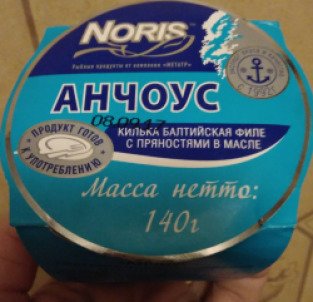 NORIS
Рыбные продукты от компании «МЕТАТР»
АНЧОУС
08.09.17
КИЛЬКА БАЛТИЙСКАЯ ФИЛЕ
С ПРЯНОСТЯМИ В МАСЛЕ
ПРОДУКТ ГОТОВ
К УПОТРЕБЛЕНИЮ
С 1992г
Масса нетто:
140г